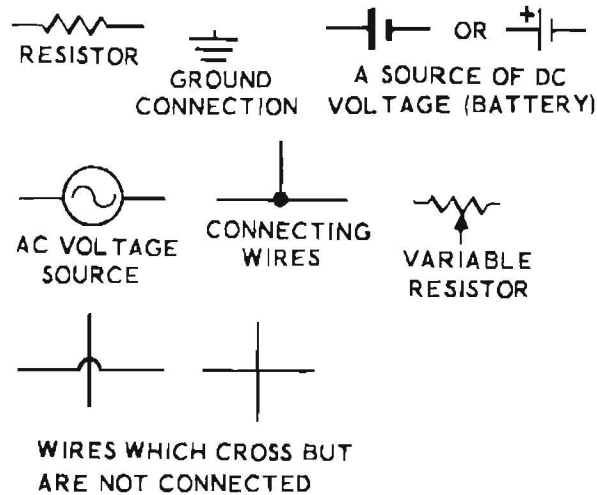 RESISTOR
GROUND
CONNECTION
OR
+
A SOURCE OF DC
VOLTAGE (BATTERY)
AC VOLTAGE
SOURCE
CONNECTING
WIRES
VARIABLE
RESISTOR
WIRES WHICH CROSS BUT
ARE NOT CONNECTED